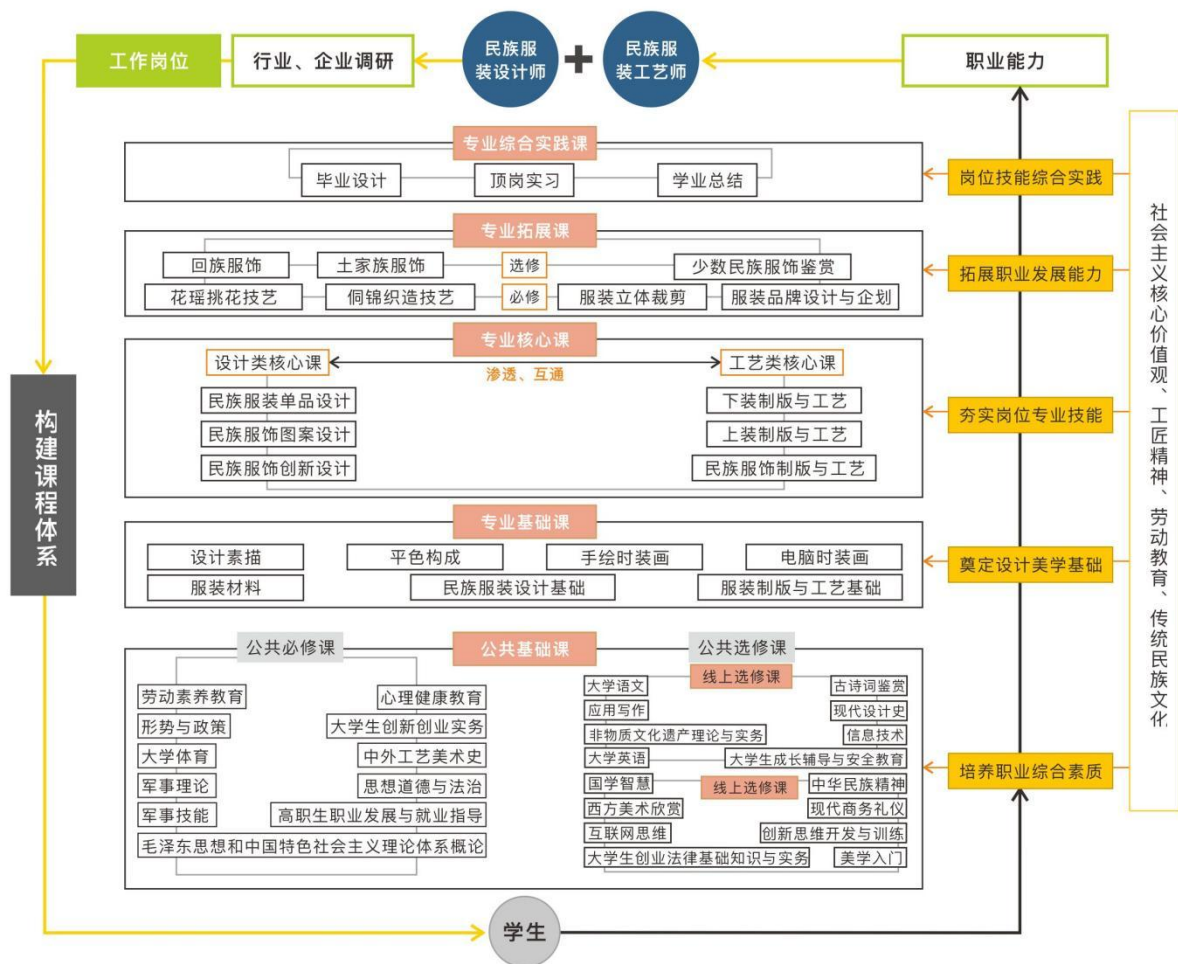 工作岗位
行业、企业调研
民族服
装设计师
+
民族服
装工艺师
职业能力
专业综合实践课
毕业设计
顶岗实习
学业总结
岗位技能综合实践
专业拓展课
回族服饰
土家族服饰
选修
少数民族服饰鉴赏
花瑶挑花技艺
侗锦织造技艺
必修
服装立体裁剪
服装品牌设计与企划
拓展职业发展能力
专业核心课
设计类核心课
渗透、互通
工艺类核心课
民族服装单品设计
下装制版与工艺
民族服饰图案设计
上装制版与工艺
民族服饰创新设计
民族服饰制版与工艺
夯实岗位专业技能
构建课程体系
专业基础课
设计素描
平色构成
手绘时装画
电脑时装画
服装材料
民族服装设计基础
服装制版与工艺基础
奠定设计美学基础
公共必修课
公共基础课
公共选修课
劳动素养教育
心理健康教育
形势与政策
大学生创新创业实务
大学体育
中外工艺美术史
军事理论
思想道德与法治
军事技能
高职生职业发展与就业指导
毛泽东思想和中国特色社会主义理论体系概论
线上选修课
大学语文
古诗词鉴赏
应用写作
现代设计史
非物质文化遗产理论与实务
信息技术
大学英语
大学生成长辅导与安全教育
国学智慧
线上选修课
中华民族精神
西方美术欣赏
现代商务礼仪
互联网思维
创新思维开发与训练
大学生创业法律基础知识与实务
美学入门
培养职业综合素质
社会主义核心价值观、工匠精神、劳动教育、传统民族文化
学生